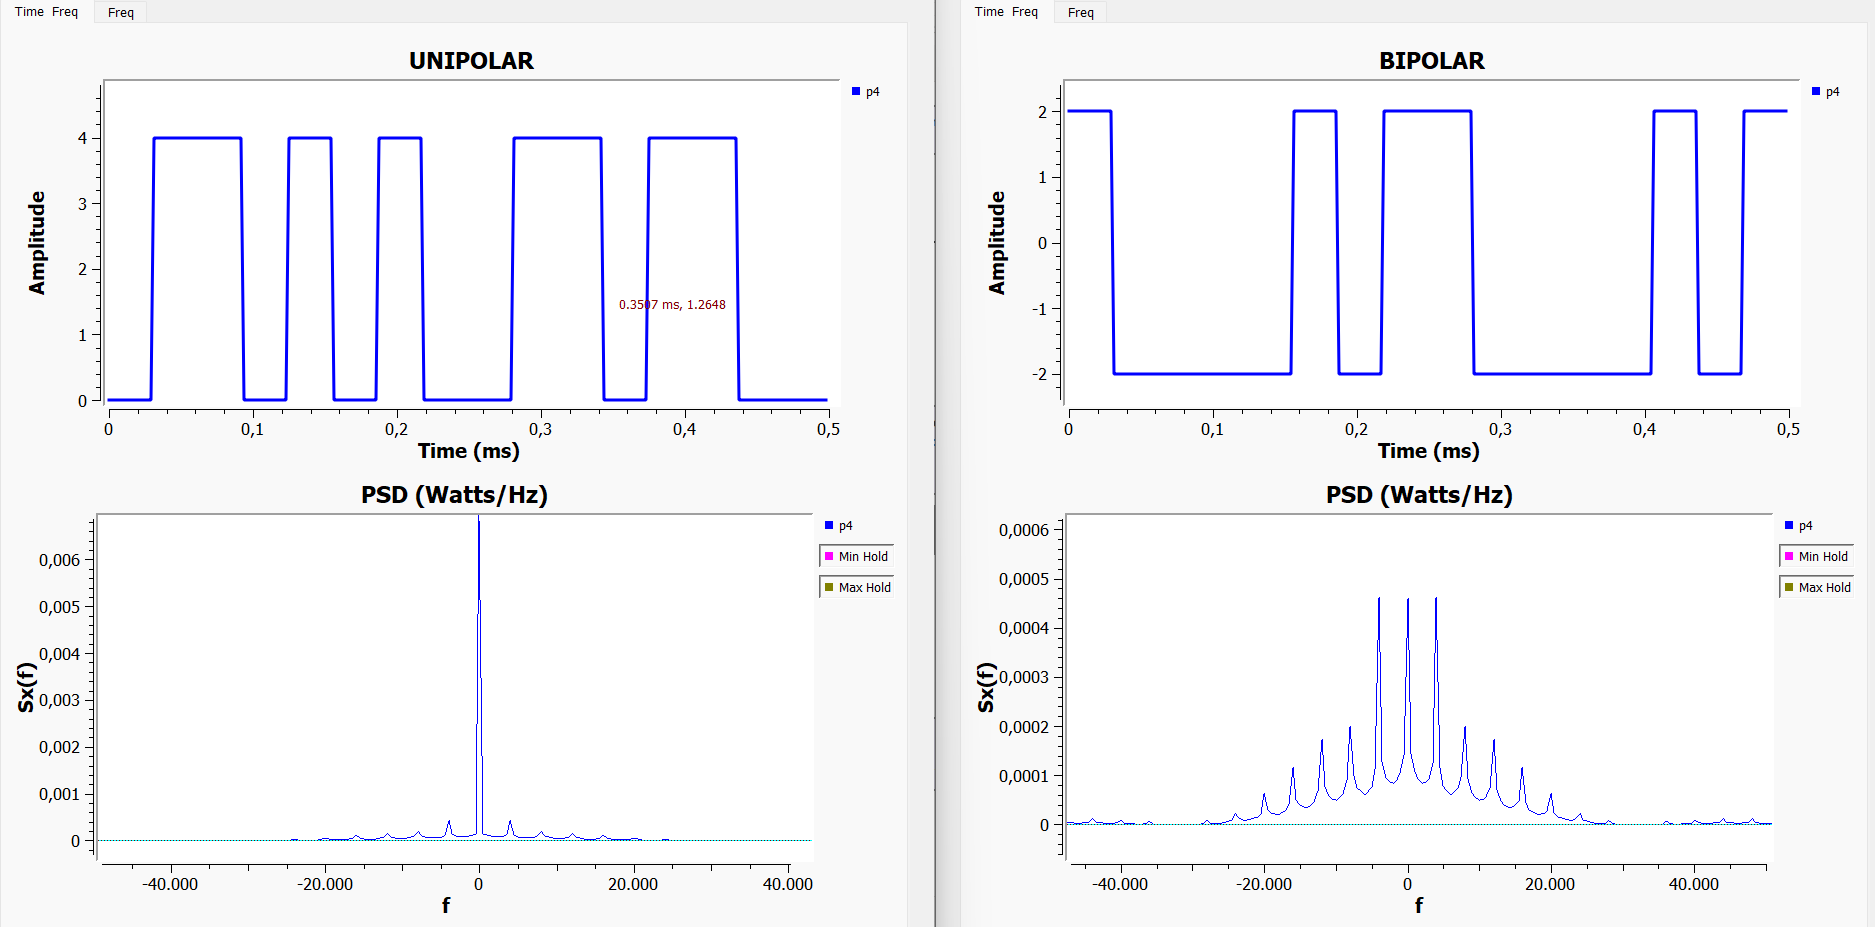 Time Freq
Freq
UNIPOLAR
p4
Amplitude
4
3
2
1
0
0.3507 ms, 1.2648
0
0,1
0,2
0,3
0,4
0,5
Time (ms)
PSD (Watts/Hz)
p4
Min Hold
Max Hold
Sx(f)
0,006
0,005
0,004
0,003
0,002
0,001
0
-40.000
-20.000
0
20.000
40.000
f
Time Freq
Freq
BIPOLAR
p4
Amplitude
2
1
0
-1
-2
0
0,1
0,2
0,3
0,4
0,5
Time (ms)
PSD (Watts/Hz)
p4
Min Hold
Max Hold
Sx(f)
0,0006
0,0005
0,0004
0,0003
0,0002
0,0001
0
-40.000
-20.000
0
20.000
40.000
f